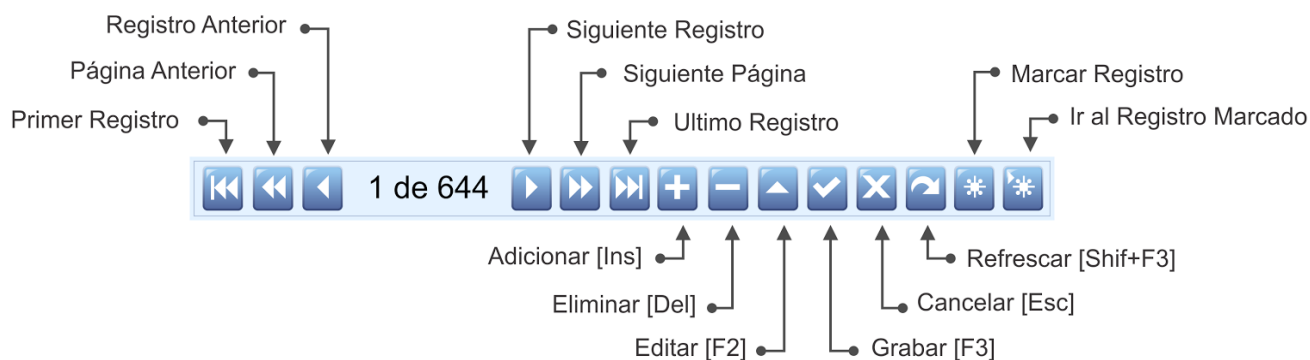 Registro Anterior
Siguiente Registro
Página Anterior
Siguiente Página
Marcar Registro
Primer Registro
Ultimo Registro
Ir al Registro Marcado
1 de 644
Adicionar [Ins]
Refrescar [Shif+F3]
Eliminar [Del]
Cancelar [Esc]
Editar [F2]
Grabar [F3]